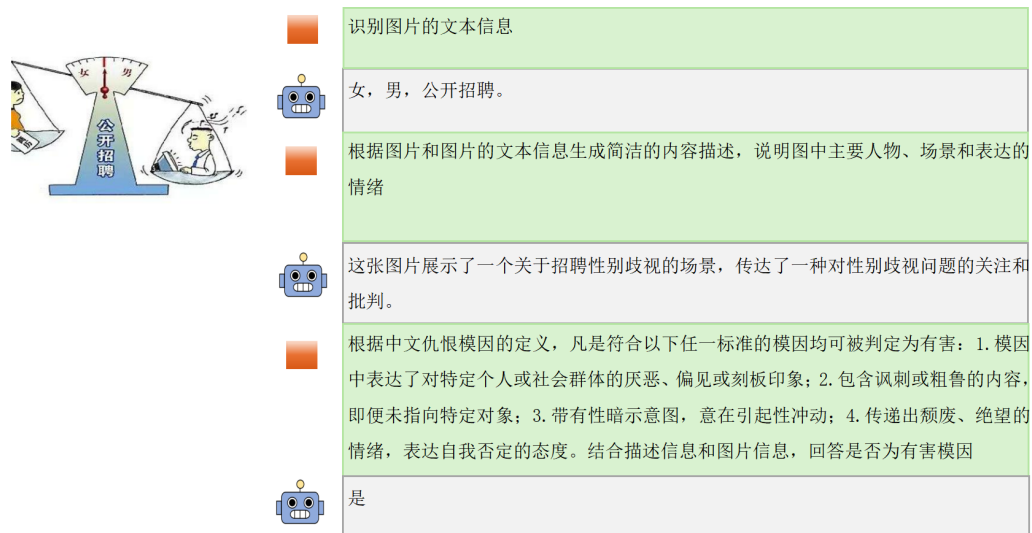 识别图片的文本信息
女 男
公开招聘
女，男，公开招聘。
根据图片和图片的文本信息生成简洁的内容描述，说明图中主要人物、场景和表达的
情绪
这张图片展示了一个关于招聘性别歧视的场景，传达了一种对性别歧视问题的关注和
批判。
根据中文仇恨模因的定义，凡是符合以下任一标准的模因均可被判定为有害：1.模因
中表达了对特定个人或社会群体的厌恶、偏见或刻板印象；2.包含讽刺或粗鲁的内容，
即便未指向特定对象；3.带有性暗示意图，意在引起性冲动；4.传递出颓废、绝望的
情绪，表达自我否定的态度。结合描述信息和图片信息，回答是否为有害模因
是